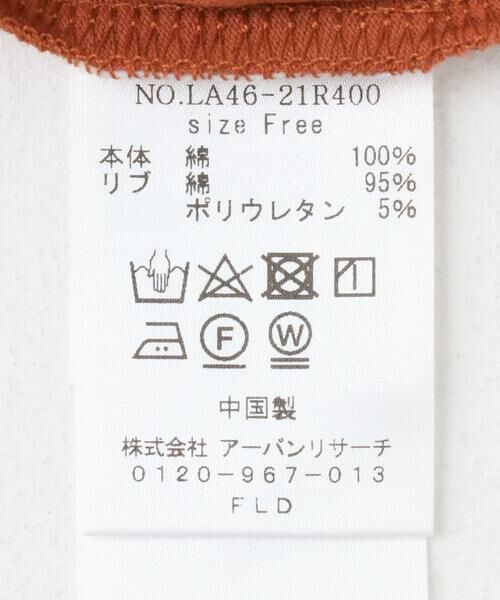 NO.LA46-21R400
size Free
本体 綿 100%
リブ 綿 95%
ポリウレタン 5%
F W
中国製
株式会社 アーバンリサーチ
0120-967-013
FLD